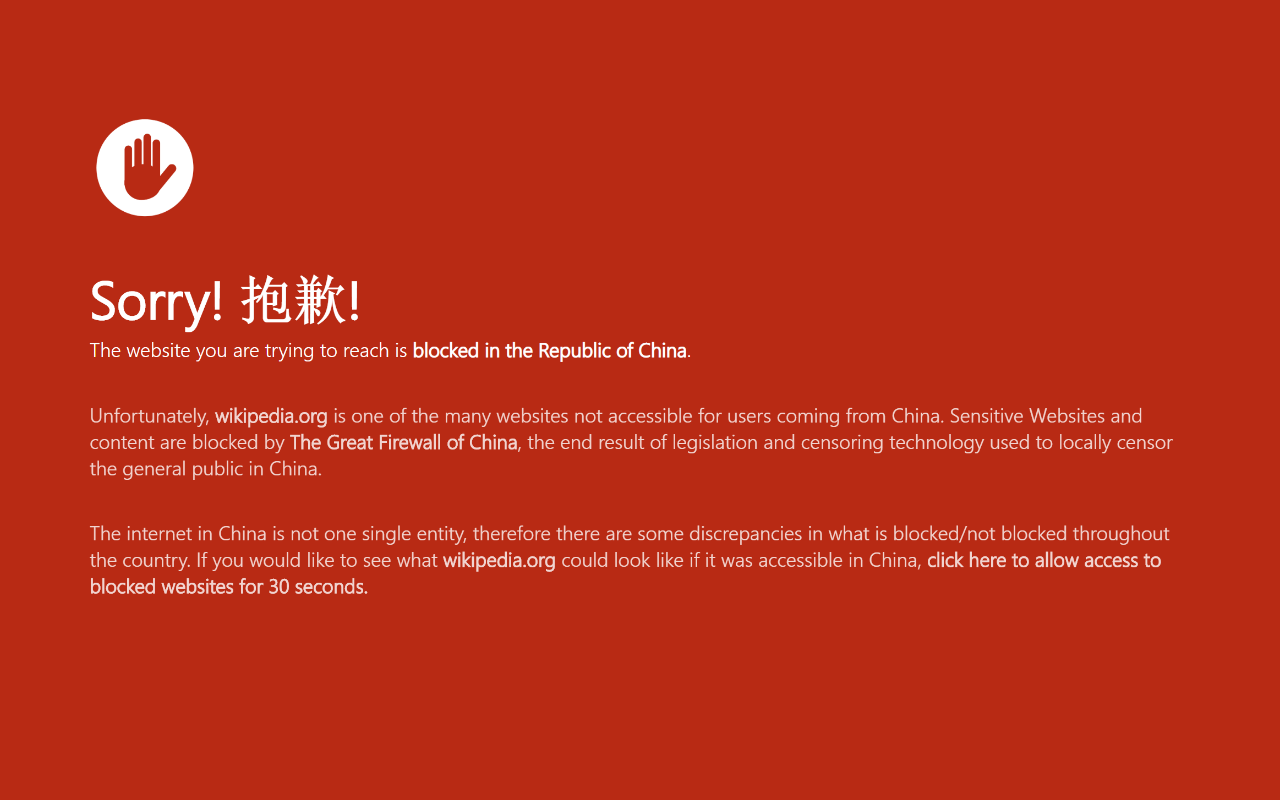 Sorry! 抱歉!
The website you are trying to reach is blocked in the Republic of China.
Unfortunately, wikipedia.org is one of the many websites not accessible for users coming from China. Sensitive Websites and
content are blocked by The Great Firewall of China, the end result of legislation and censoring technology used to locally censor
the general public in China.
The internet in China is not one single entity, therefore there are some discrepancies in what is blocked/not blocked throughout
the country. If you would like to see what wikipedia.org could look like if it was accessible in China, click here to allow access to
blocked websites for 30 seconds.